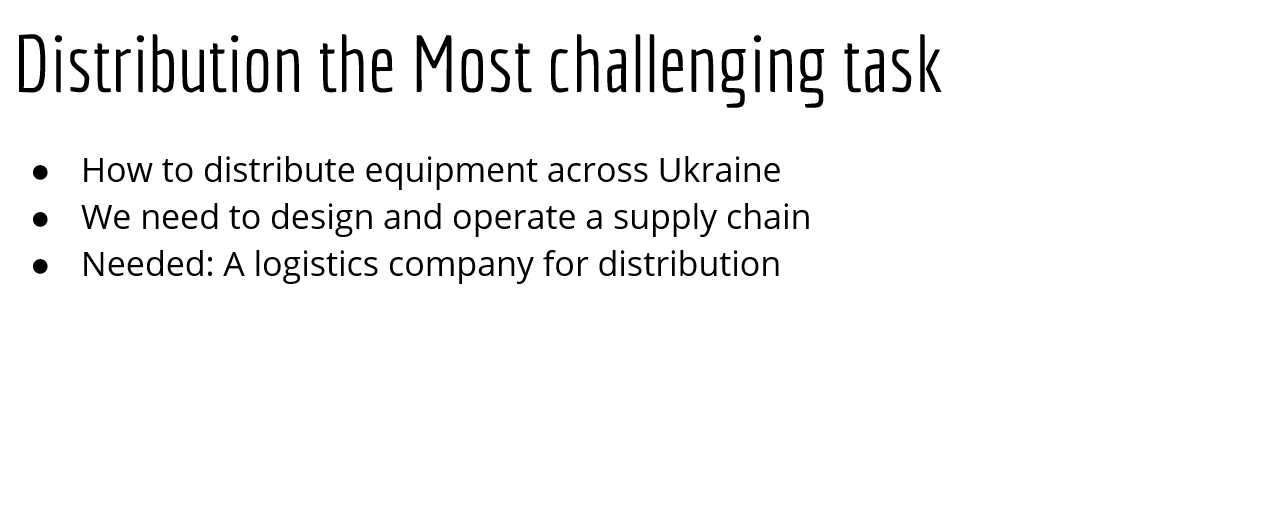 Distribution the Most challenging task
● How to distribute equipment across Ukraine
● We need to design and operate a supply chain
● Needed: A logistics company for distribution